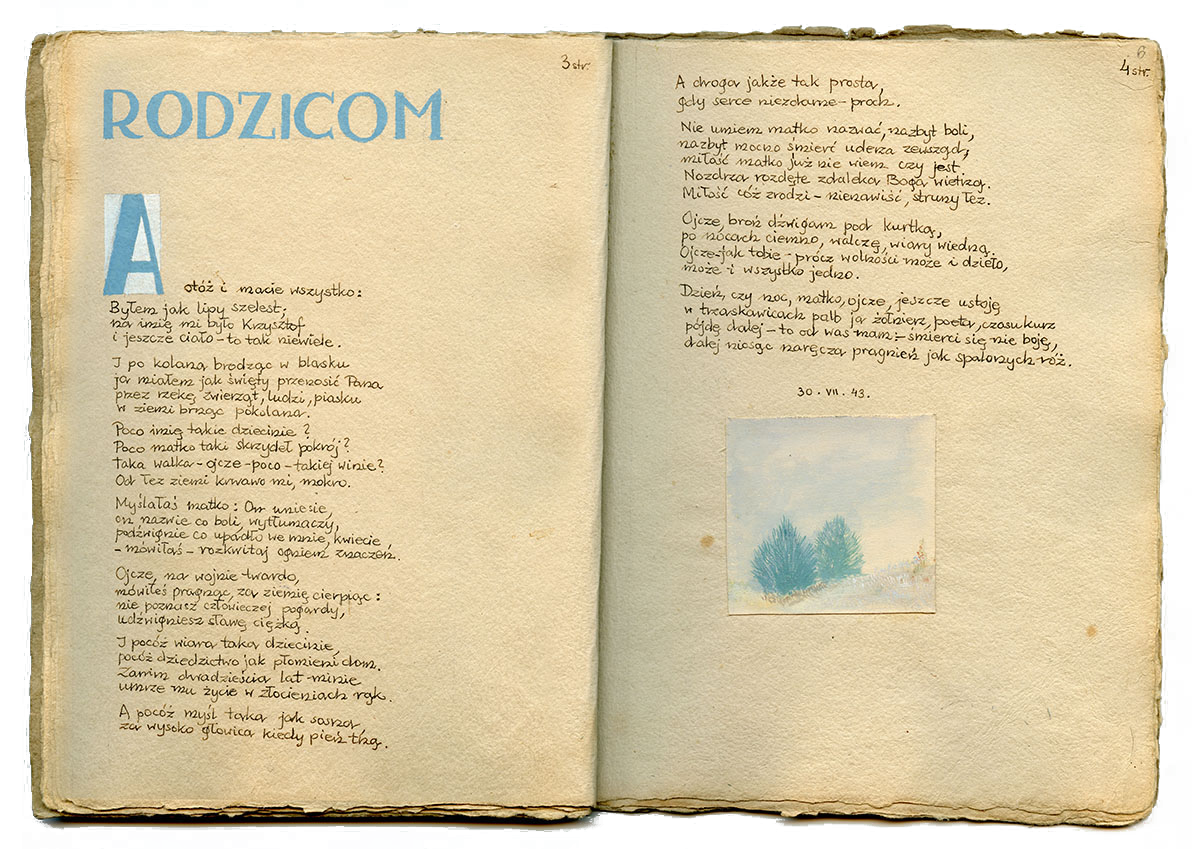 3 str.
RODZICOM
A otóż i macie wszystko:
Byłem jak lipy szelest;
na imię mi było Krzysztof
i jeszcze ciało – to tak niewiele.
I po kolana brodząc w blasku
ja miałem jak święty przenosić Pana
przez rzekę zwierząt, ludzi, piasku
w ziemi brnąc pokolana.
Poco imię takie dziecinie?
Poco matko taki skrzydeł pokrój?
Taka walka – ojcze – poco – takiej winie?
Od łez ziemi krwawo mi, mokro.
Myślałaś matko: On uniesie,
on nazwie co boli, wytłumaczy,
podźwignie co upadło we mnie, kwiecie
– mówiłaś – rozkwitaj ogniem znaczeń.
Ojcze, na wojnie twardo,
mówiłeś pragnąc, za ziemię cierpiąc:
nie poznasz człowieczej pogardy,
udźwigniesz sławę ciężką.
I pocóż wiara taka dziecinie,
pocóż dziedzictwo jak płomieni dom.
Zanim dwadzieścia lat minie
umrze mu życie w złocieniach rąk.
A pocóż myśl taka jak sosna
za wysoko głowica kiedy pień tną.
6
4 str.
A droga jakże tak prosta,
gdy serce niezdarne – proch.
Nie umiem matko nazwać, nazbyt boli,
nazbyt mocno śmierć uderza zewsząd;
miłość matko już nie wiem czy jest.
Nozdrza rozdęte zdaleka Boga wietrzą.
Miłość cóż zrodzi – nienawiść, struny łez.
Ojcze, broń dźwigam pod kurtką,
po nocach ciemno, walczę, wiary więdną.
Ojcze – jak tobie – prócz wolności może i dzieło,
może i wszystko jedno.
Dzień, czy noc, matko, ojcze, jeszcze ustoję
w trzaskawicach palb ja żołnierz, poeta, czasu kurz
pójdę dalej – to od was mam: – śmierci się nie boję,
dalej niosąc naręcza pragnień jak spalonych róż.
30. VII. 43.